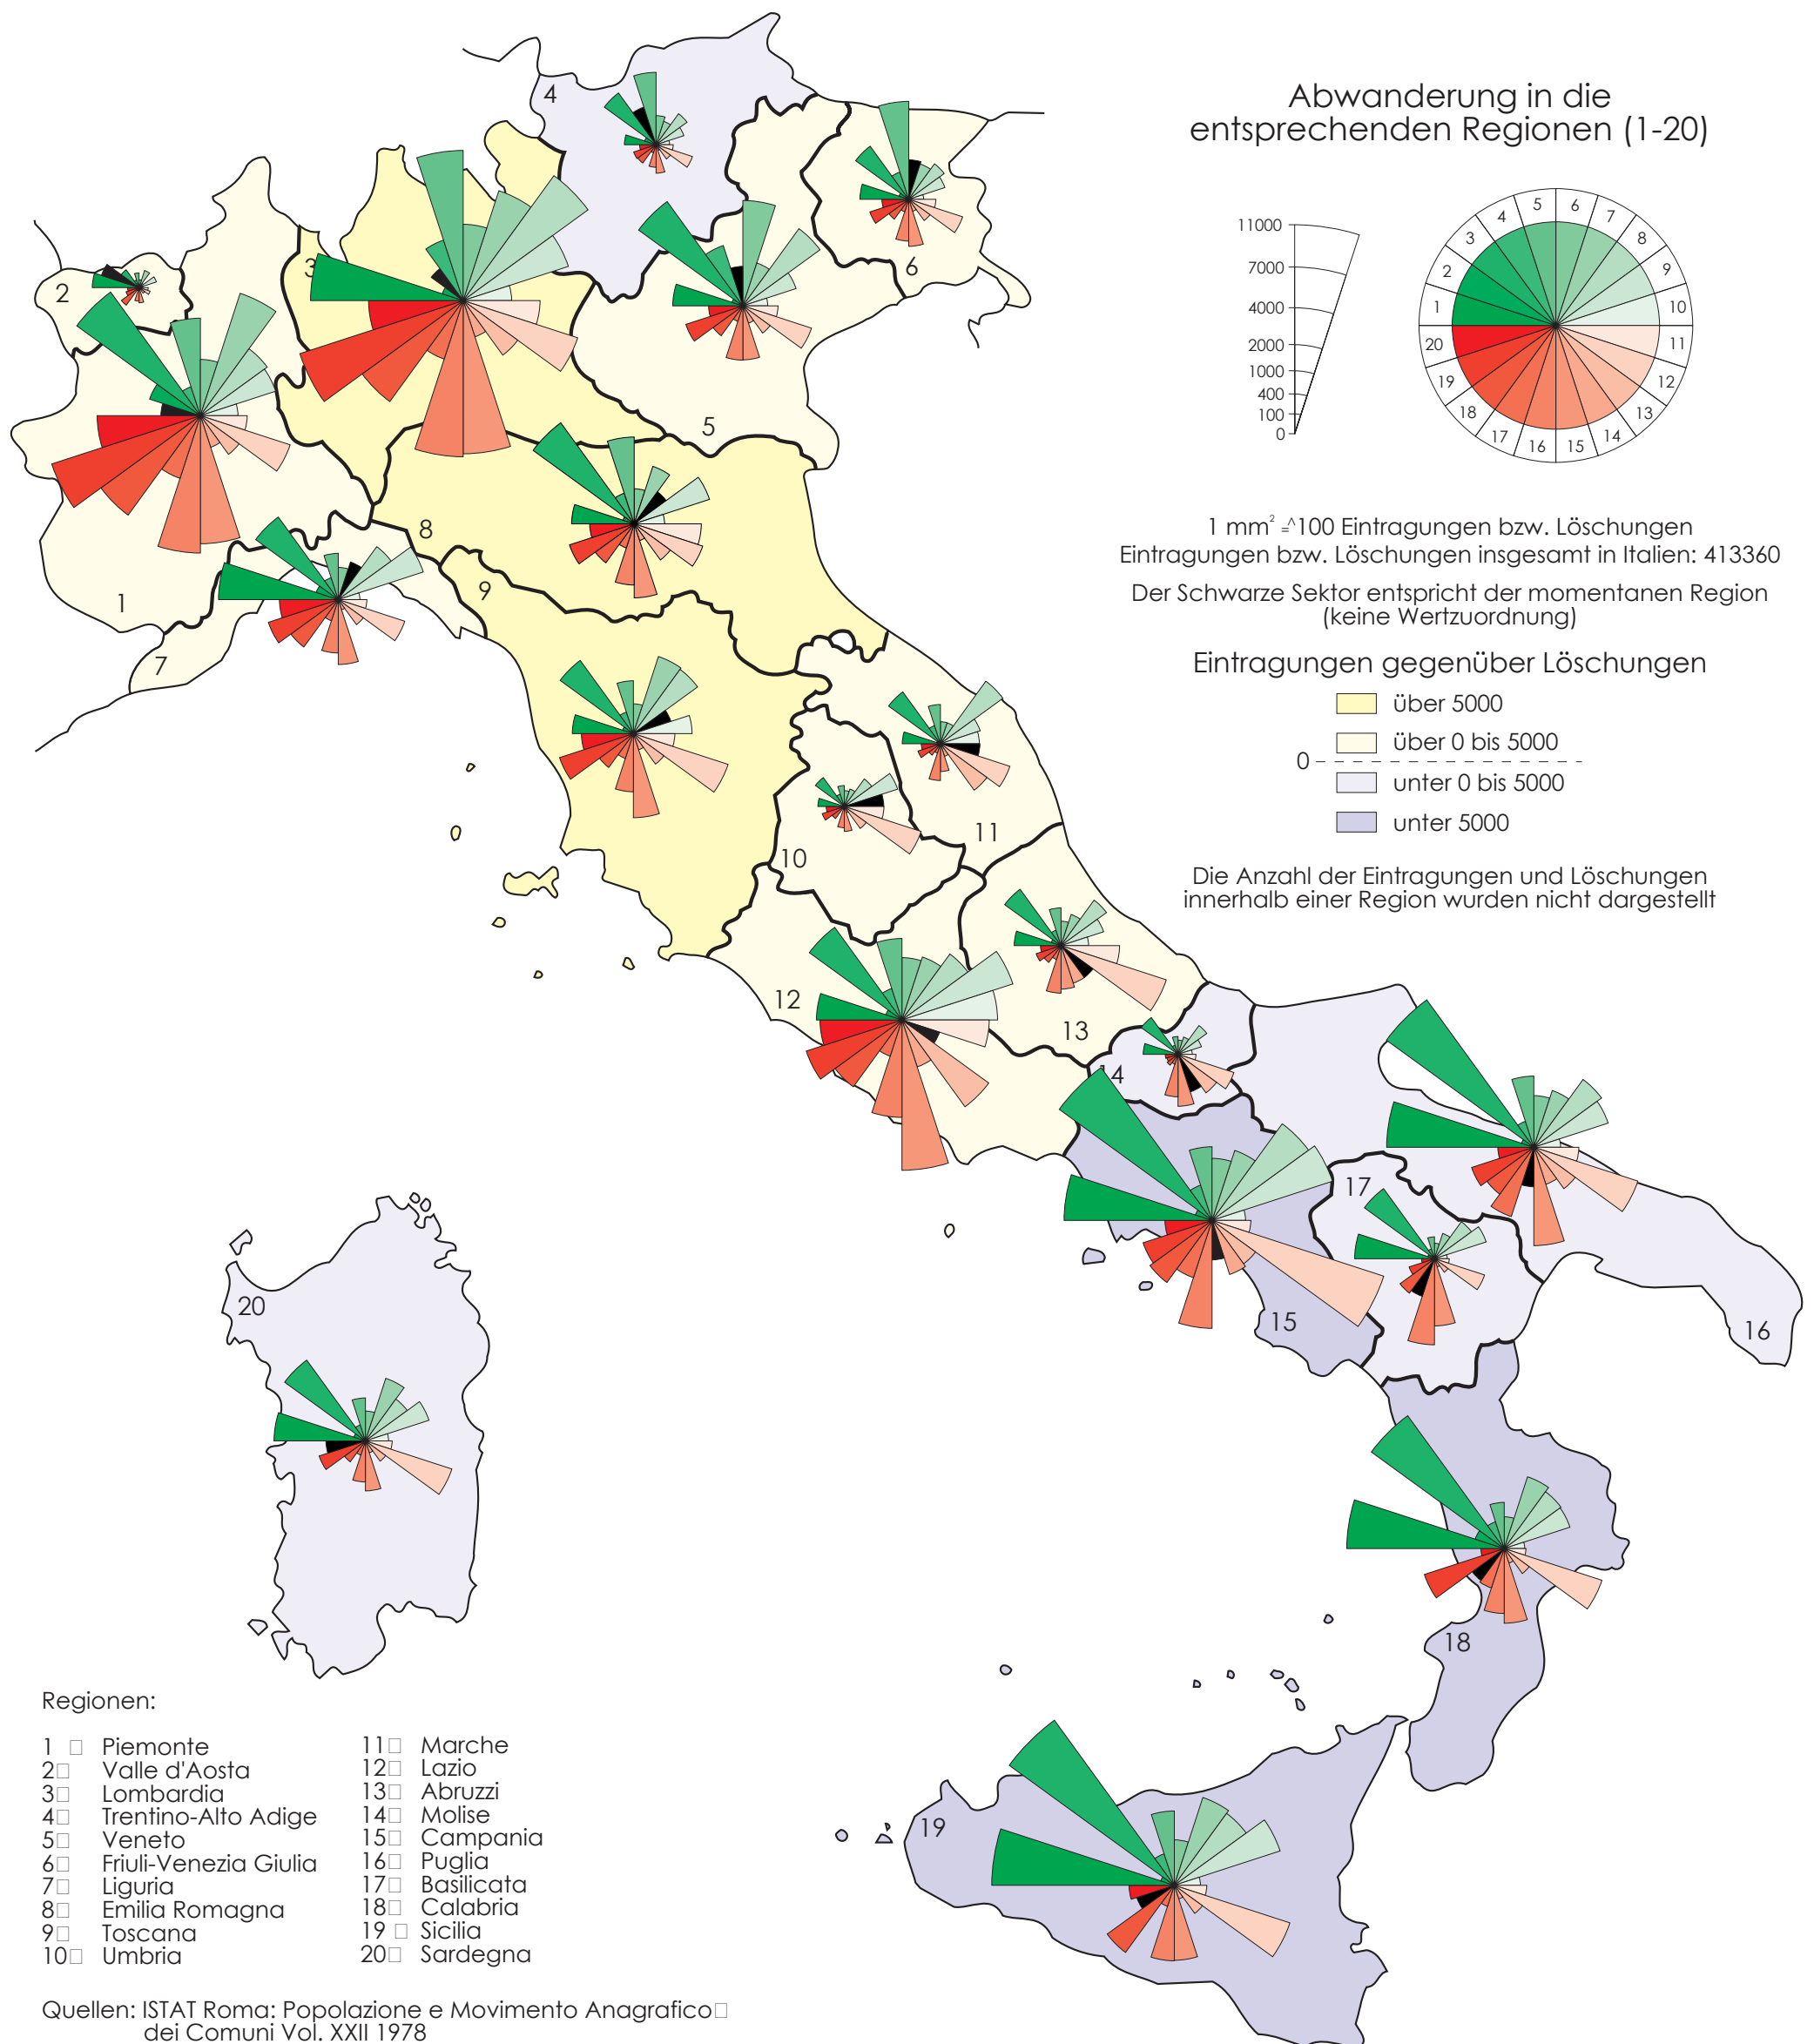 Abwanderung in die
entsprechenden Regionen (1-20)
11000
7000
4000
2000
1000
400
100
0
1
2
3
4
5
6
7
8
9
10
11
12
13
14
15
16
17
18
19
20
1 mm² ≙100 Eintragungen bzw. Löschungen
Eintragungen bzw. Löschungen insgesamt in Italien: 413360
Der Schwarze Sektor entspricht der momentanen Region
(keine Wertzuordnung)
Eintragungen gegenüber Löschungen
über 5000
über 0 bis 5000
0
unter 0 bis 5000
unter 5000
Die Anzahl der Eintragungen und Löschungen
innerhalb einer Region wurden nicht dargestellt
4
3
2
6
5
8
1
9
7
11
10
12
13
14
17
15
16
20
18
19
Regionen:
1 Piemonte
2 Valle d'Aosta
3 Lombardia
4 Trentino-Alto Adige
5 Veneto
6 Friuli-Venezia Giulia
7 Liguria
8 Emilia Romagna
9 Toscana
10 Umbria
11 Marche
12 Lazio
13 Abruzzi
14 Molise
15 Campania
16 Puglia
17 Basilicata
18 Calabria
19 Sicilia
20 Sardegna
Quellen: ISTAT Roma: Popolazione e Movimento Anagrafico
dei Comuni Vol. XXII 1978